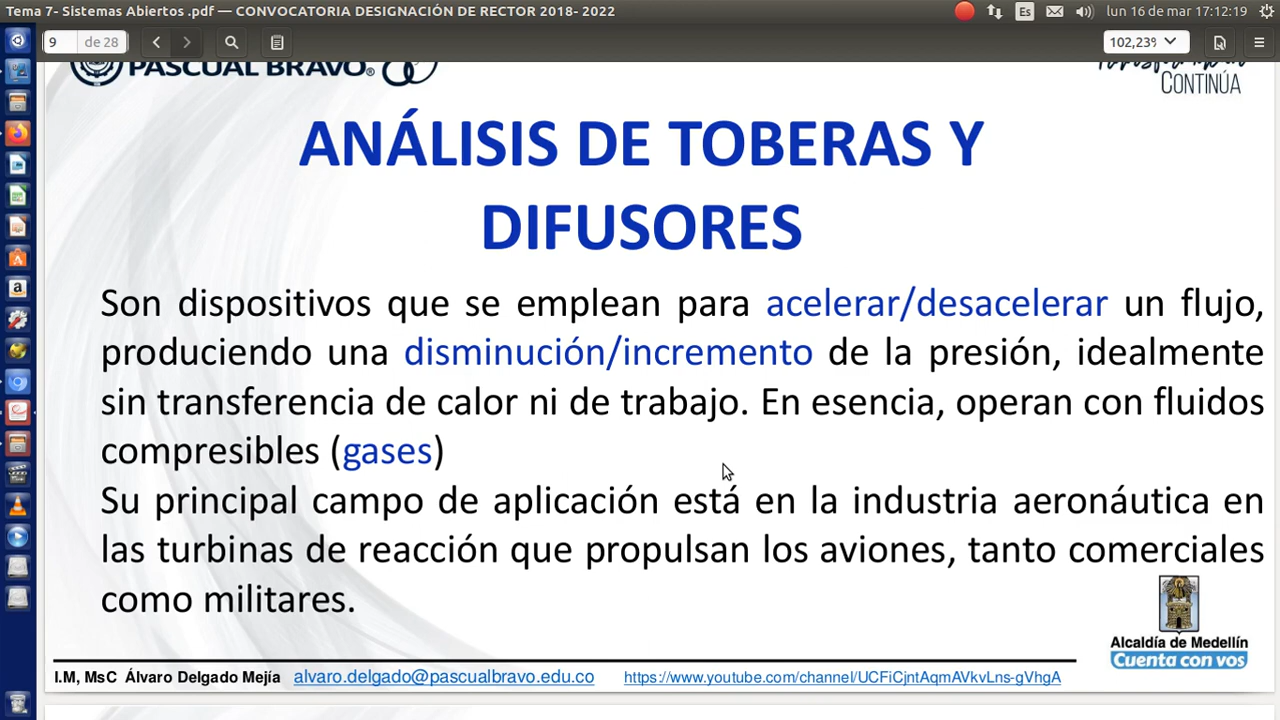 Tema 7- Sistemas Abiertos .pdf — CONVOCATORIA DESIGNACIÓN DE RECTOR 2018- 2022
Es
lun 16 de mar 17:12:19
9 de 28
102,23%
PASCUAL BRAVO®
CONTINÚA
ANÁLISIS DE TOBERAS Y
DIFUSORES
Son dispositivos que se emplean para acelerar/desacelerar un flujo,
produciendo una disminución/incremento de la presión, idealmente
sin transferencia de calor ni de trabajo. En esencia, operan con fluidos
compresibles (gases)
Su principal campo de aplicación está en la industria aeronáutica en
las turbinas de reacción que propulsan los aviones, tanto comerciales
como militares.
Alcaldía de Medellín
Cuenta con vos
I.M, MsC Álvaro Delgado Mejía alvaro.delgado@pascualbravo.edu.co https://www.youtube.com/channel/UCFiCjntAqmAVkvLns-gVhgA